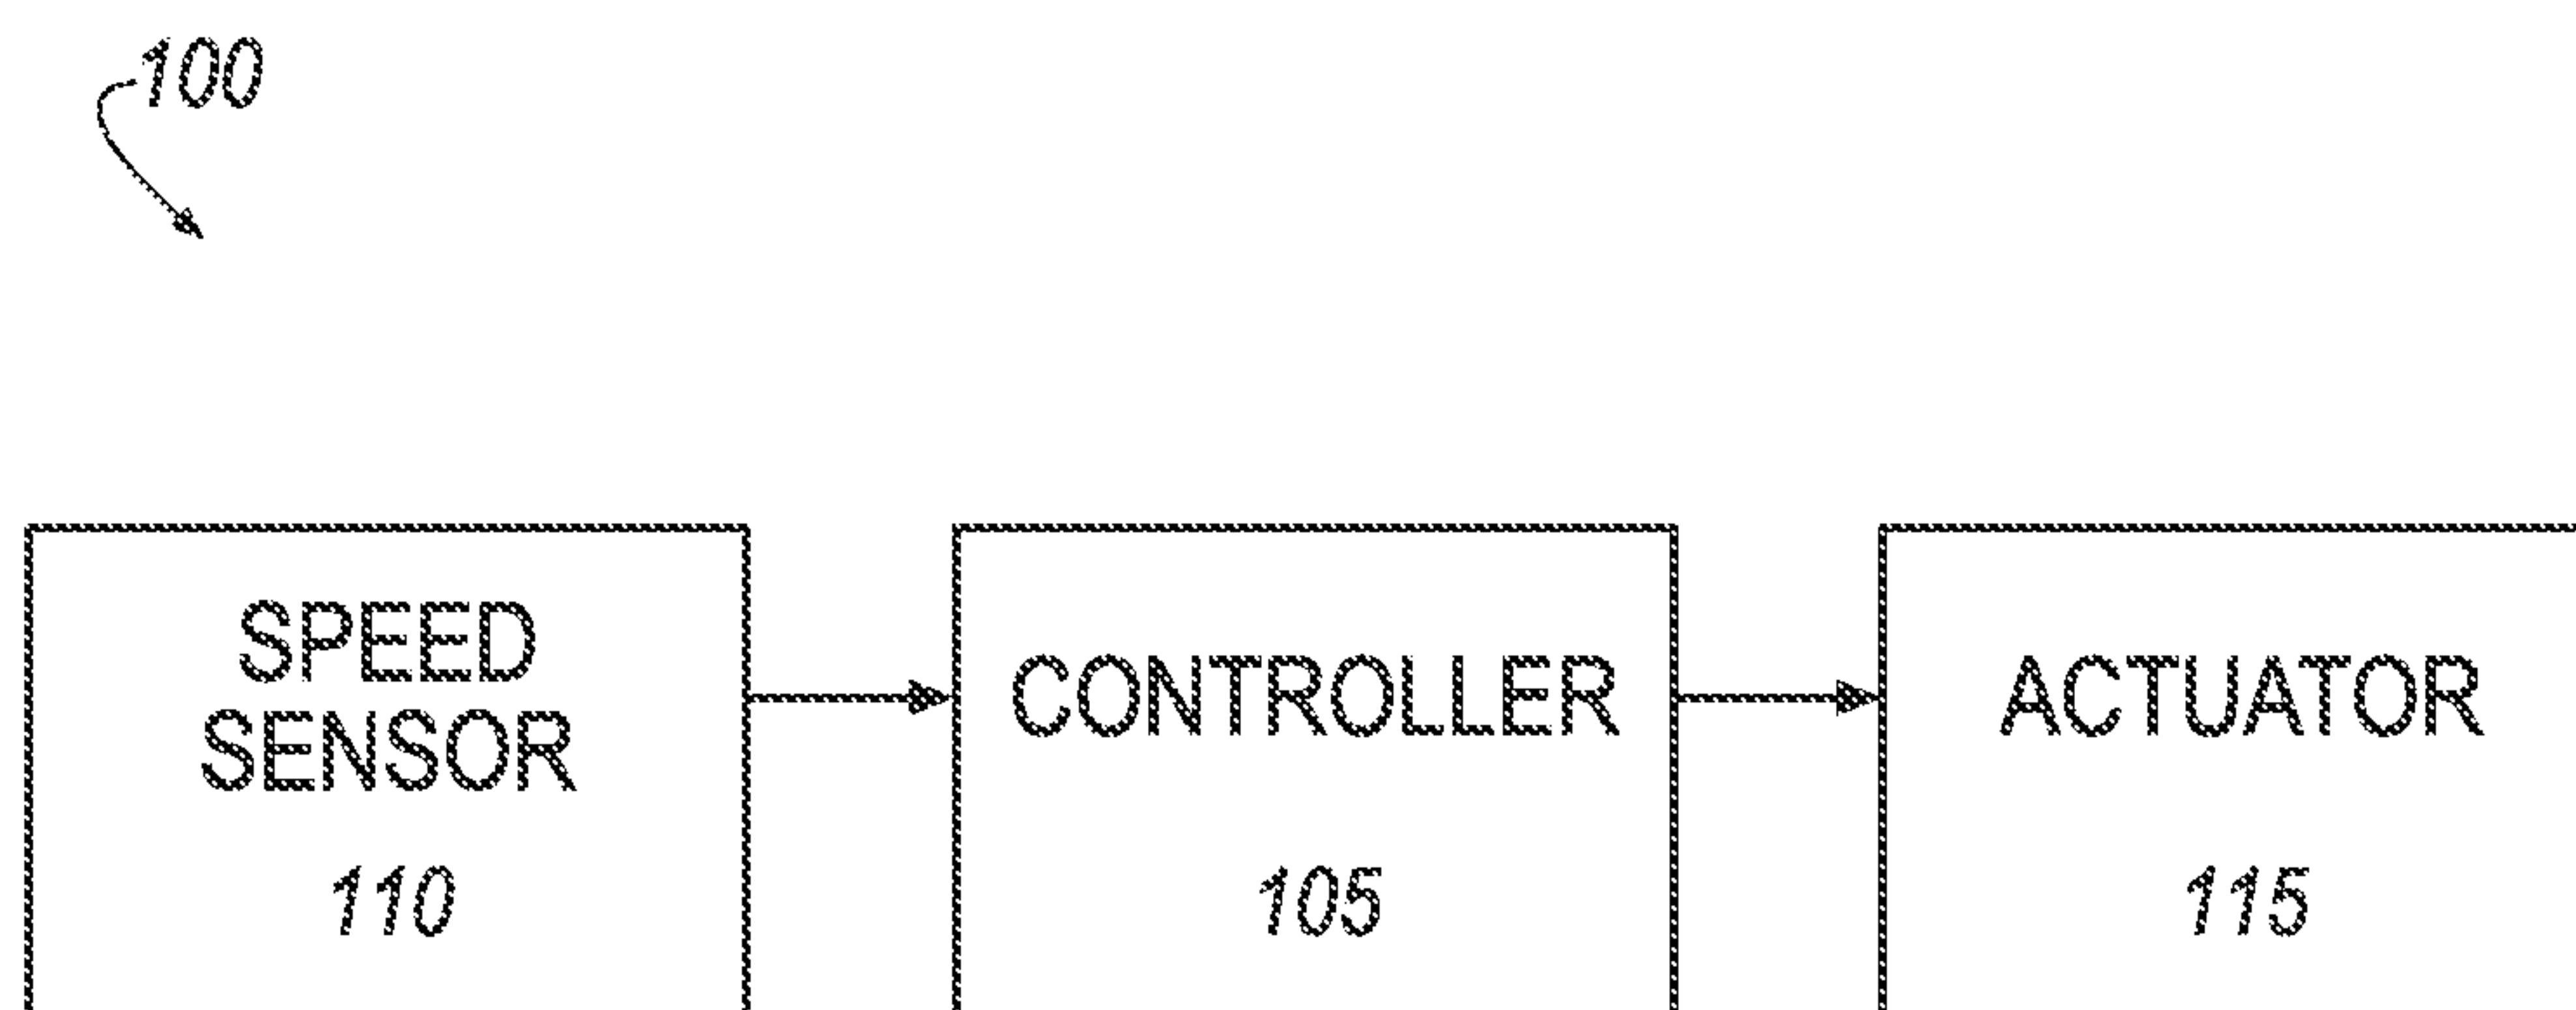 100
SPEED
SENSOR
110
CONTROLLER
105
ACTUATOR
115